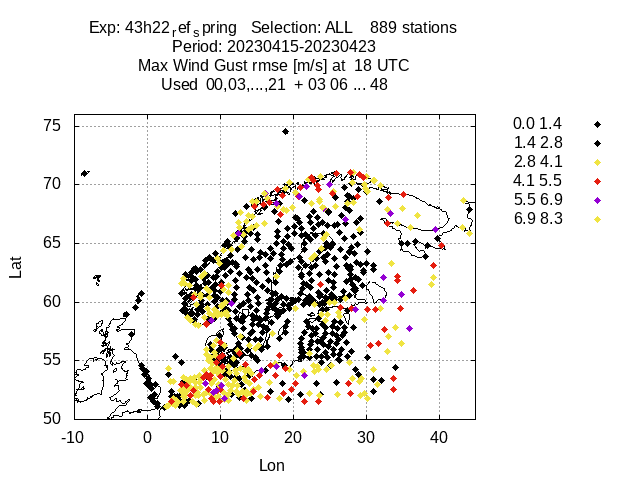 Exp: 43h22refspring   Selection: ALL    889 stations
Period: 20230415-20230423
Max Wind Gust rmse [m/s] at  18 UTC
Used  00,03,...,21  + 03 06 ... 48
0.0 1.4
1.4 2.8
2.8 4.1
4.1 5.5
5.5 6.9
6.9 8.3
75
70
65
60
55
50
Lat
-10 0 10 20 30 40
Lon